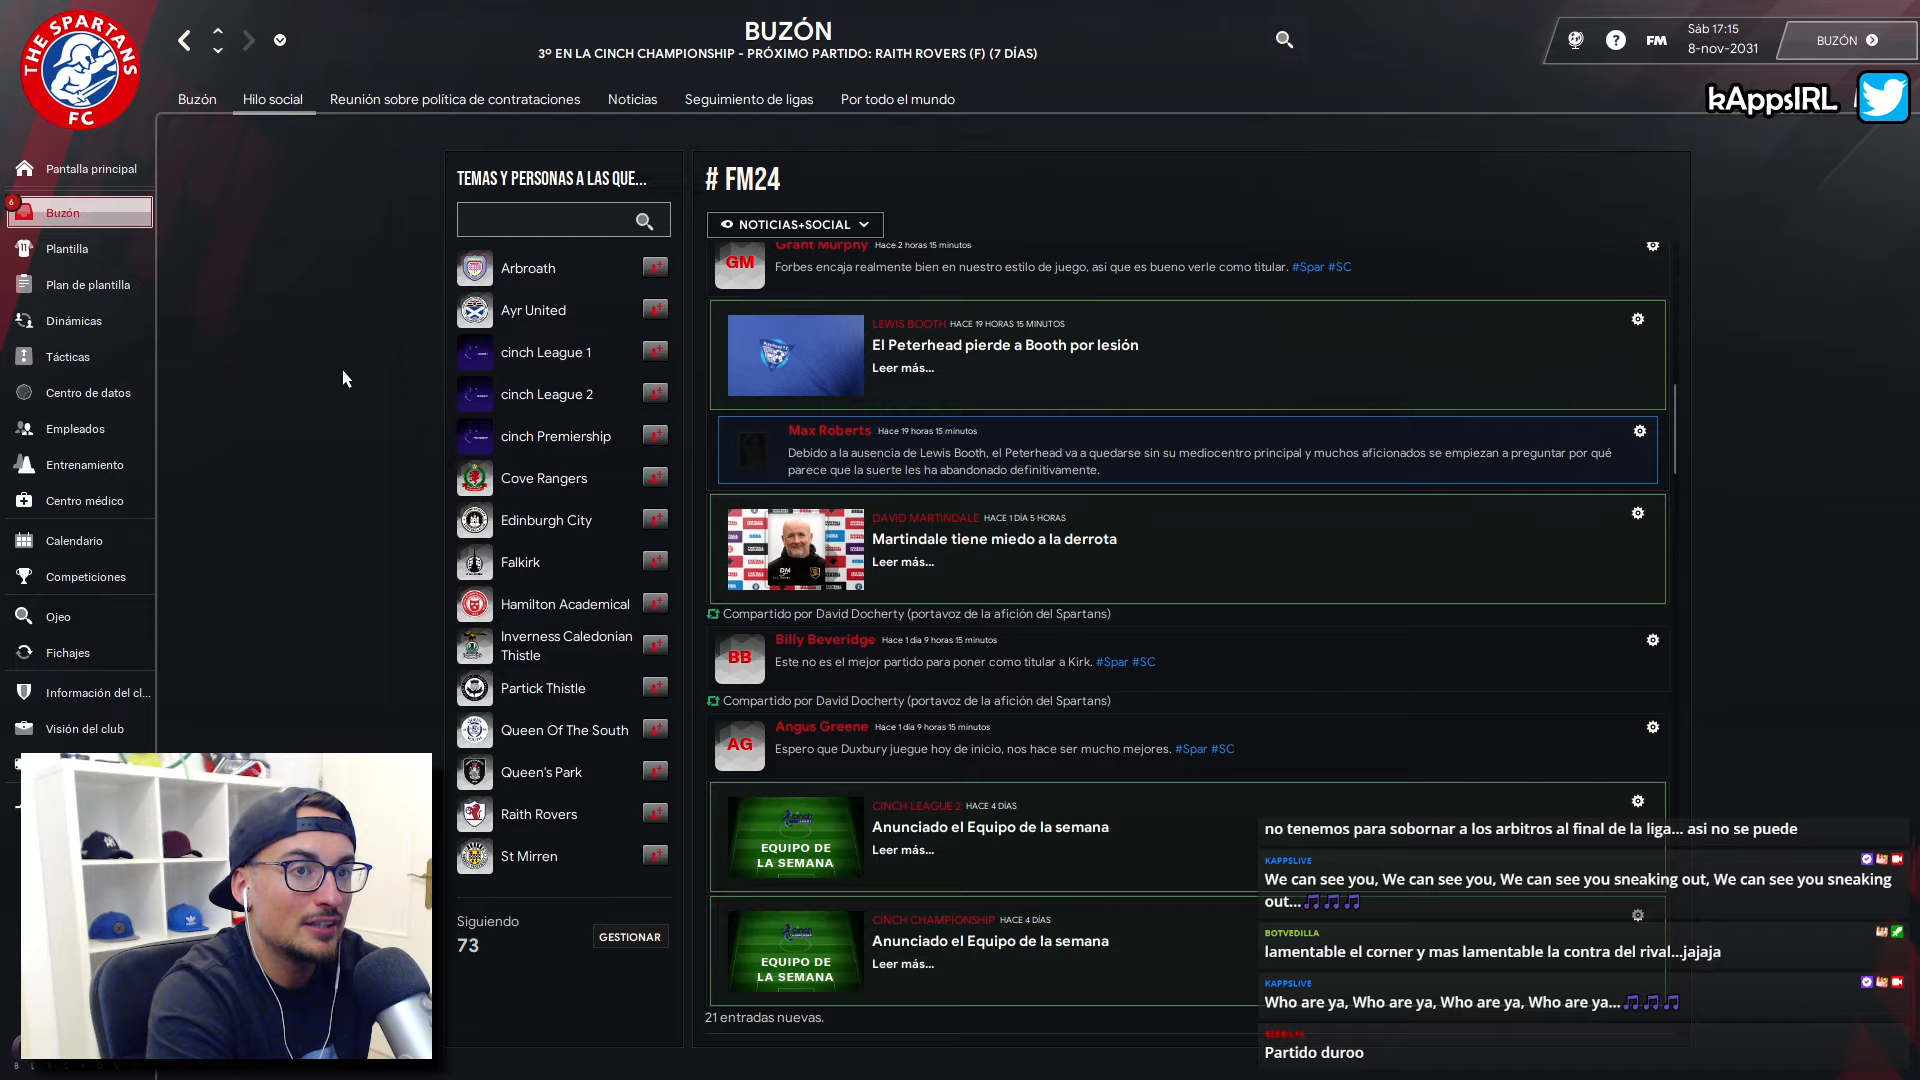 THE SPARTANS
FC
BUZÓN
3º EN LA CINCH CHAMPIONSHIP - PRÓXIMO PARTIDO: RAITH ROVERS (F) (7 DÍAS)
FM
Sáb 17:15
8-nov-2031
BUZÓN
kAppsIRL
Buzón
Hilo social
Reunión sobre política de contrataciones
Noticias
Seguimiento de ligas
Por todo el mundo
Pantalla principal
6
Buzón
Plantilla
Plan de plantilla
Dinámicas
Tácticas
Centro de datos
Empleados
Entrenamiento
Centro médico
Calendario
Competiciones
Ojeo
Fichajes
Información del cl...
Visión del club
TEMAS Y PERSONAS A LAS QUE...
Arbroath
Ayr United
cinch League 1
cinch League 2
cinch Premiership
Cove Rangers
Edinburgh City
Falkirk
Hamilton Academical
Inverness Caledonian
Thistle
Partick Thistle
Queen Of The South
Queen's Park
Raith Rovers
St Mirren
Siguiendo
73
GESTIONAR
# FM24
NOTICIAS+SOCIAL
GM
Grant Murphy Hace 2 horas 15 minutos
Forbes encaja realmente bien en nuestro estilo de juego, así que es bueno verle como titular. #Spar #SC
LEWIS BOOTH HACE 19 HORAS 15 MINUTOS
El Peterhead pierde a Booth por lesión
Leer más...
Max Roberts Hace 19 horas 15 minutos
Debido a la ausencia de Lewis Booth, el Peterhead va a quedarse sin su mediocentro principal y muchos aficionados se empiezan a preguntar por qué
parece que la suerte les ha abandonado definitivamente.
DAVID MARTINDALE HACE 1 DÍA 5 HORAS
Martindale tiene miedo a la derrota
Leer más...
Compartido por David Docherty (portavoz de la afición del Spartans)
BB
Billy Beveridge Hace 1 día 9 horas 15 minutos
Este no es el mejor partido para poner como titular a Kirk. #Spar #SC
Compartido por David Docherty (portavoz de la afición del Spartans)
AG
Angus Greene Hace 1 día 9 horas 15 minutos
Espero que Duxbury juegue hoy de inicio, nos hace ser mucho mejores. #Spar #SC
EQUIPO DE
LA SEMANA
CINCH LEAGUE 2 HACE 4 DÍAS
Anunciado el Equipo de la semana
Leer más...
EQUIPO DE
LA SEMANA
CINCH CHAMPIONSHIP HACE 4 DÍAS
Anunciado el Equipo de la semana
Leer más...
21 entradas nuevas.
no tenemos para sobornar a los arbitros al final de la liga... asi no se puede
KAPPSLIVE
We can see you, We can see you, We can see you sneaking out, We can see you sneaking
out...🎵🎵🎵
BOTVEDILLA
lamentable el corner y mas lamentable la contra del rival...jajaja
KAPPSLIVE
Who are ya, Who are ya, Who are ya, Who are ya...🎵🎵🎵
Partido duroo